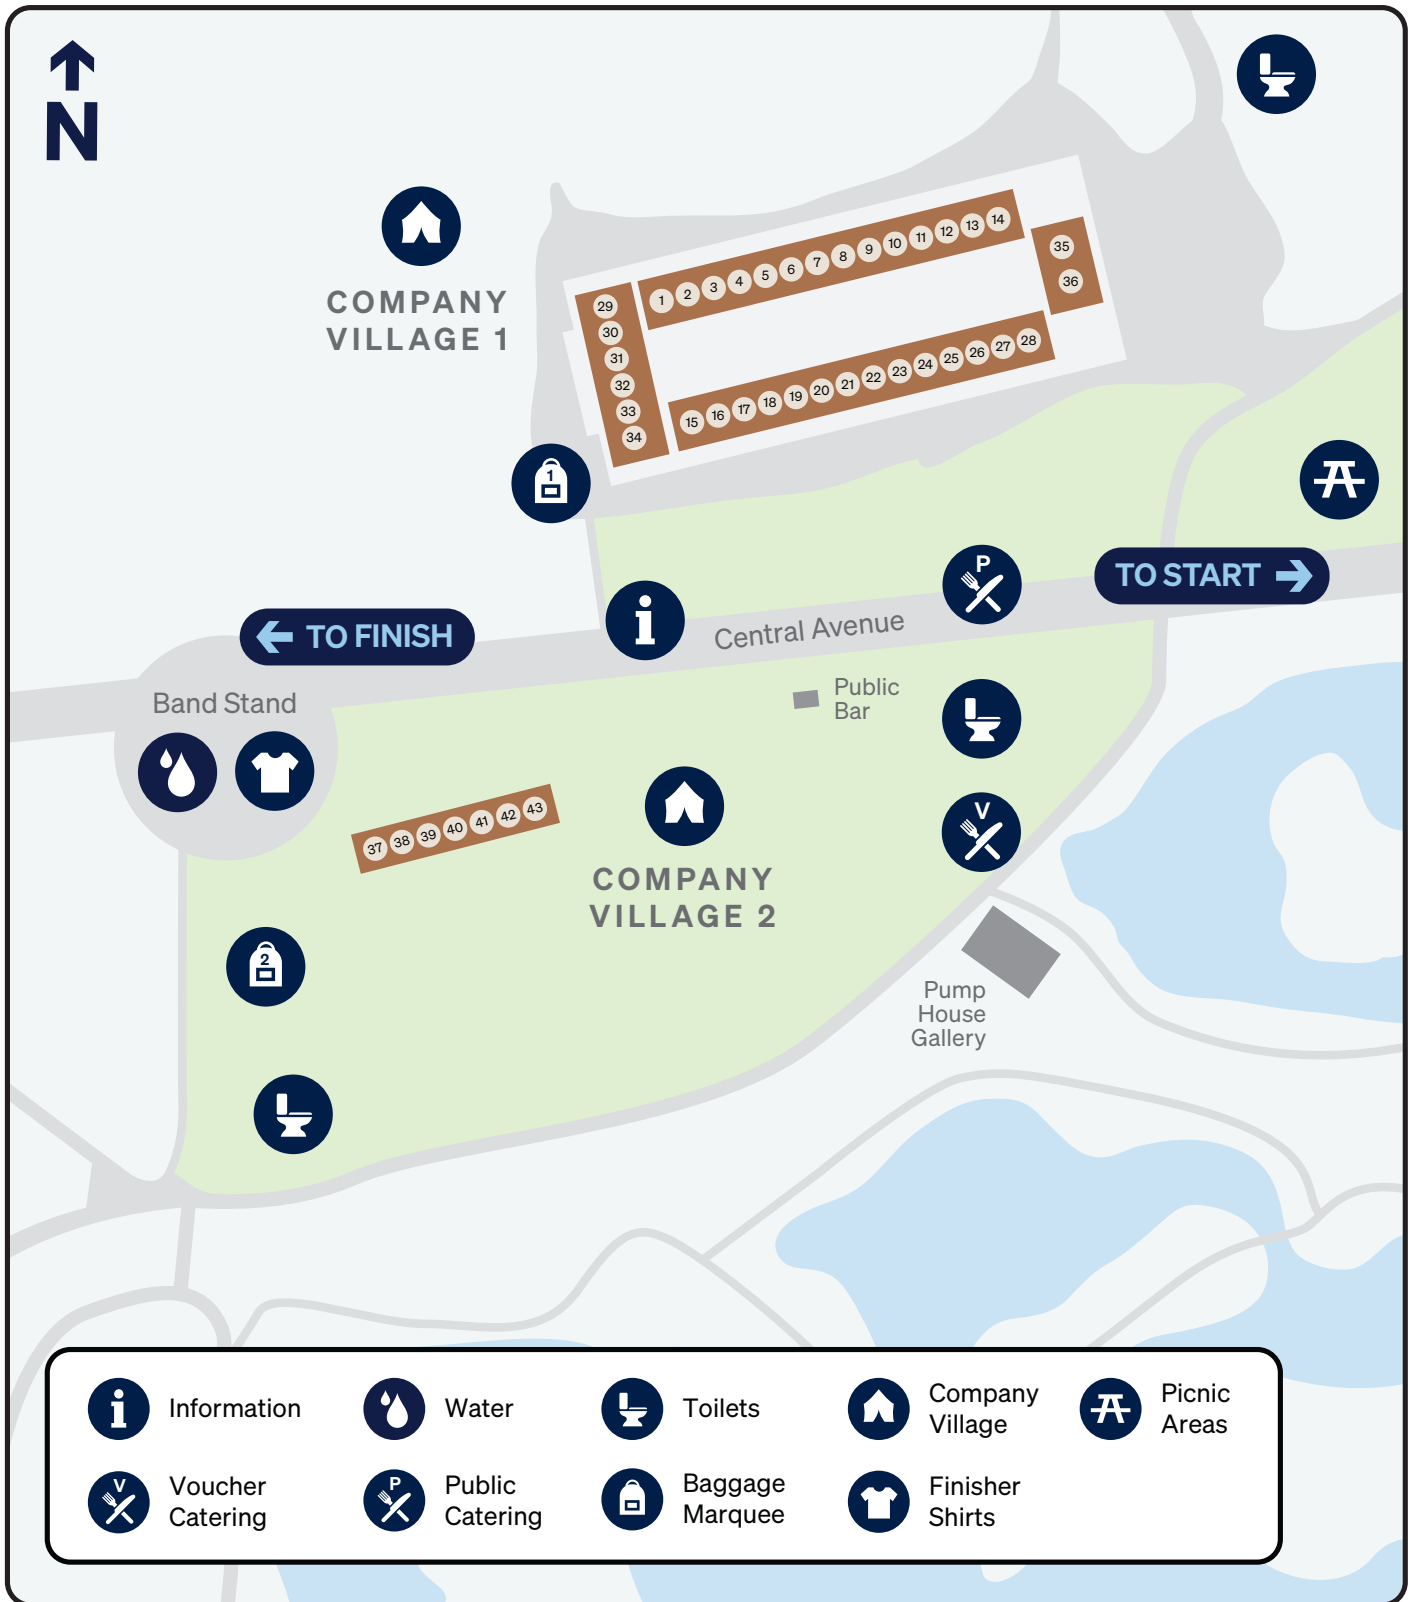 N
COMPANY
VILLAGE 1
1 2 3 4 5 6 7 8 9 10 11 12 13 14
35
36
29
30
31
32
33
34
15 16 17 18 19 20 21 22 23 24 25 26 27 28
1
P
TO START
i
Central Avenue
TO FINISH
Band Stand
Public
Bar
37 38 39 40 41 42 43
V
COMPANY
VILLAGE 2
2
Pump
House
Gallery
i Information
Water
Toilets
Company
Village
Picnic
Areas
V
Voucher
Catering
P
Public
Catering
Baggage
Marquee
Finisher
Shirts